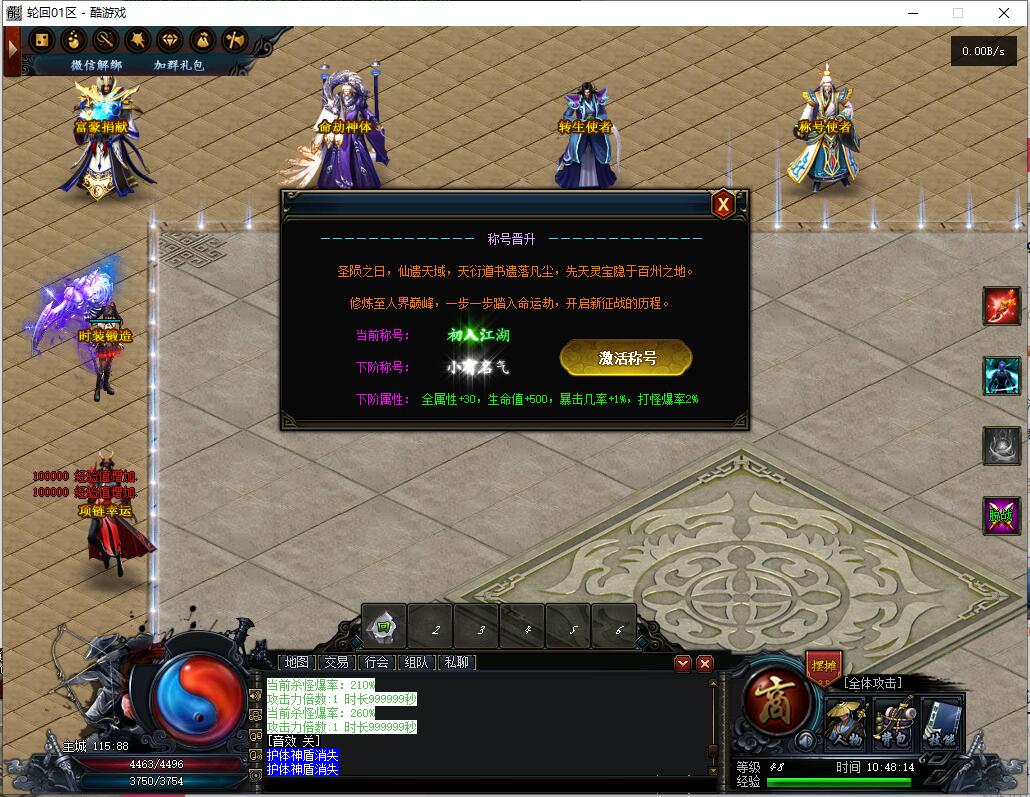 轮回01区 - 酷游戏
微信解绑 加群礼包
0.00B/s
富豪捐献
命劫神体
转生使者
称号使者
称号晋升
圣陨之日，仙遗天域，天衍道书遗落凡尘，先天灵宝隐于百州之地。
修炼至人界巅峰，一步一步踏入命运劫，开启新征战的历程。
当前称号： 初入江湖
下阶称号： 小有名气
激活称号
下阶属性： 全属性+30，生命值+500，暴击几率+1%，打怪爆率2%
时装锻造
100000 经验值增加.
100000 经验值增加.
项链幸运
脱战
回 2 3 4 5 6
地图 交易 行会 组队 私聊
摆摊
[全体攻击]
当前杀怪爆率：210%
攻击力倍数:1 时长999999秒
当前杀怪爆率：260%
攻击力倍数:1 时长999999秒
[音效 关]
护体神盾消失
护体神盾消失
商
人物 背包 技能
主城 115:88
4463/4496
3750/3754
等级 48 时间 10:48:14
经验